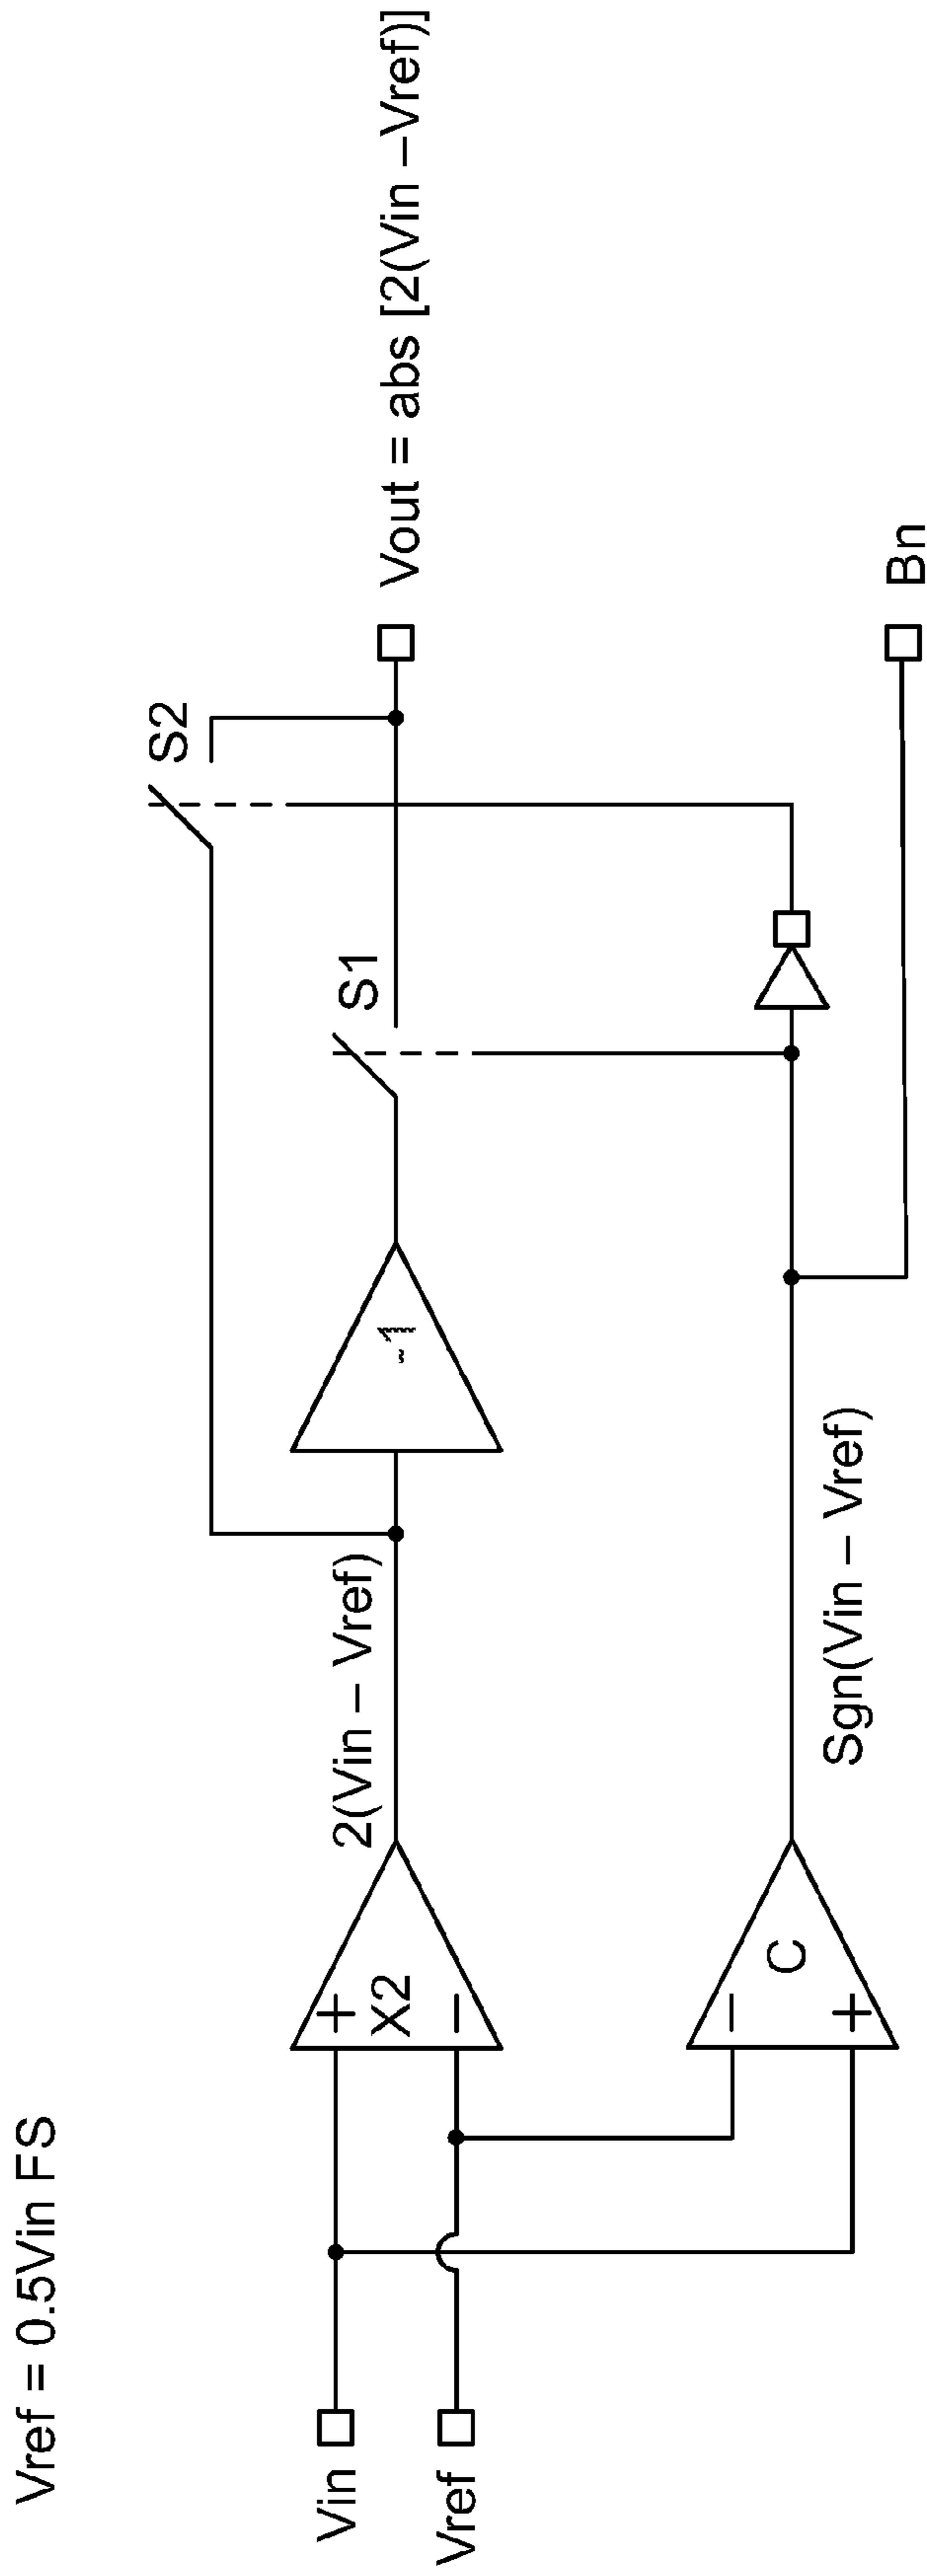 Vref = 0.5Vin FS
S2
2(Vin – Vref)
S1
Vin
+
X2
–
-1
Vout = abs [2(Vin –Vref)]
Vref
–
C
+
Sgn(Vin – Vref)
Bn